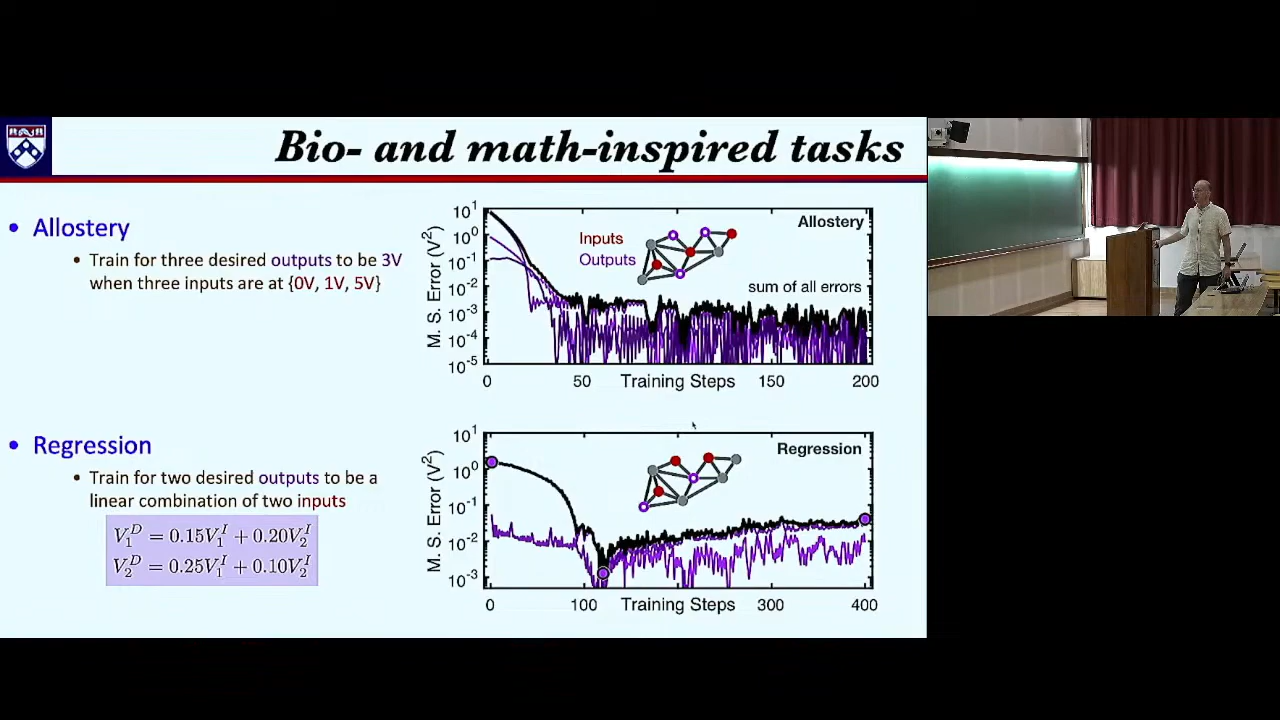 Bio- and math-inspired tasks
• Allostery
• Train for three desired outputs to be 3V
when three inputs are at {0V, 1V, 5V}
M. S. Error (V²)
10¹
10⁰
10⁻¹
10⁻²
10⁻³
10⁻⁴
10⁻⁵
Allostery
Inputs
Outputs
sum of all errors
0 50 Training Steps 150 200
• Regression
• Train for two desired outputs to be a
linear combination of two inputs
V₁ᴰ = 0.15V₁ᴵ + 0.20V₂ᴵ
V₂ᴰ = 0.25V₁ᴵ + 0.10V₂ᴵ
M. S. Error (V²)
10¹
10⁰
10⁻¹
10⁻²
10⁻³
Regression
0 100 Training Steps 300 400